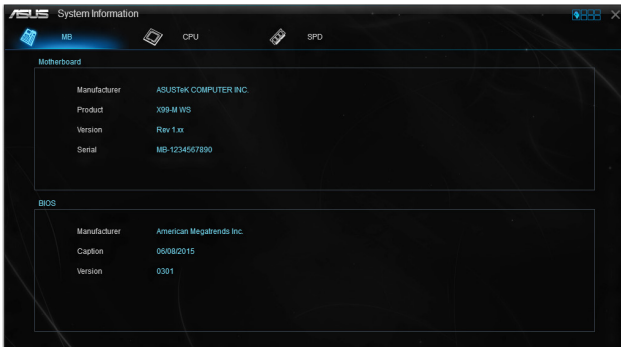 ASUS System Information
MB CPU SPD
Motherboard
Manufacturer ASUSTeK COMPUTER INC.
Product X99-M WS
Version Rev 1.xx
Serial MB-1234567890
BIOS
Manufacturer American Megatrends Inc.
Caption 06/08/2015
Version 0301